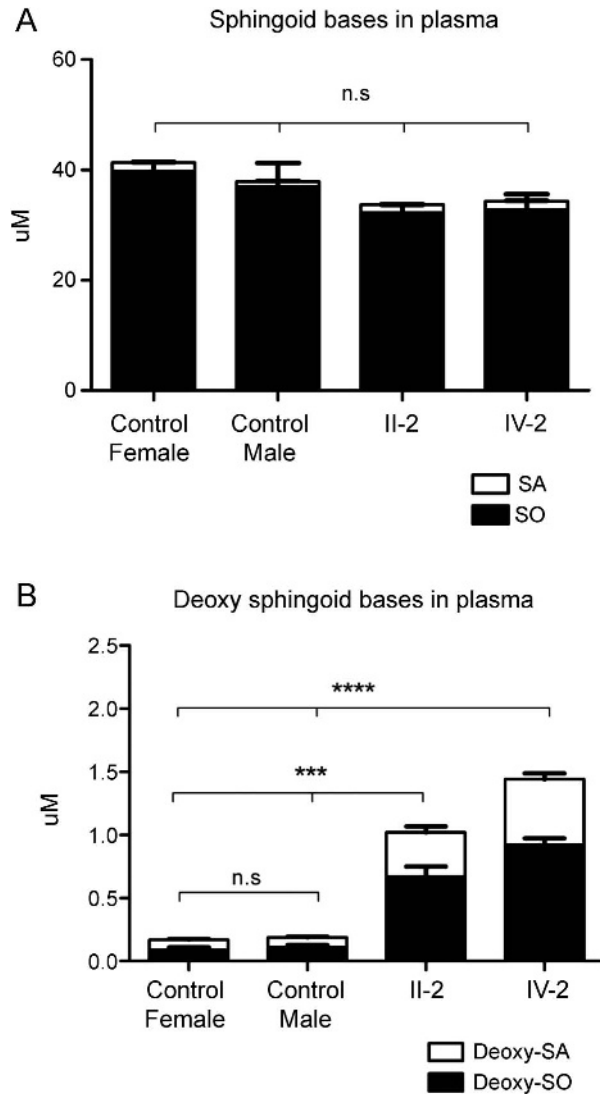 A
Sphingoid bases in plasma
60
40
20
0
uM
n.s
Control
Female
Control
Male
II-2
IV-2
SA
SO
B
Deoxy sphingoid bases in plasma
2.5
2.0
1.5
1.0
0.5
0.0
uM
****
***
n.s
Control
Female
Control
Male
II-2
IV-2
Deoxy-SA
Deoxy-SO